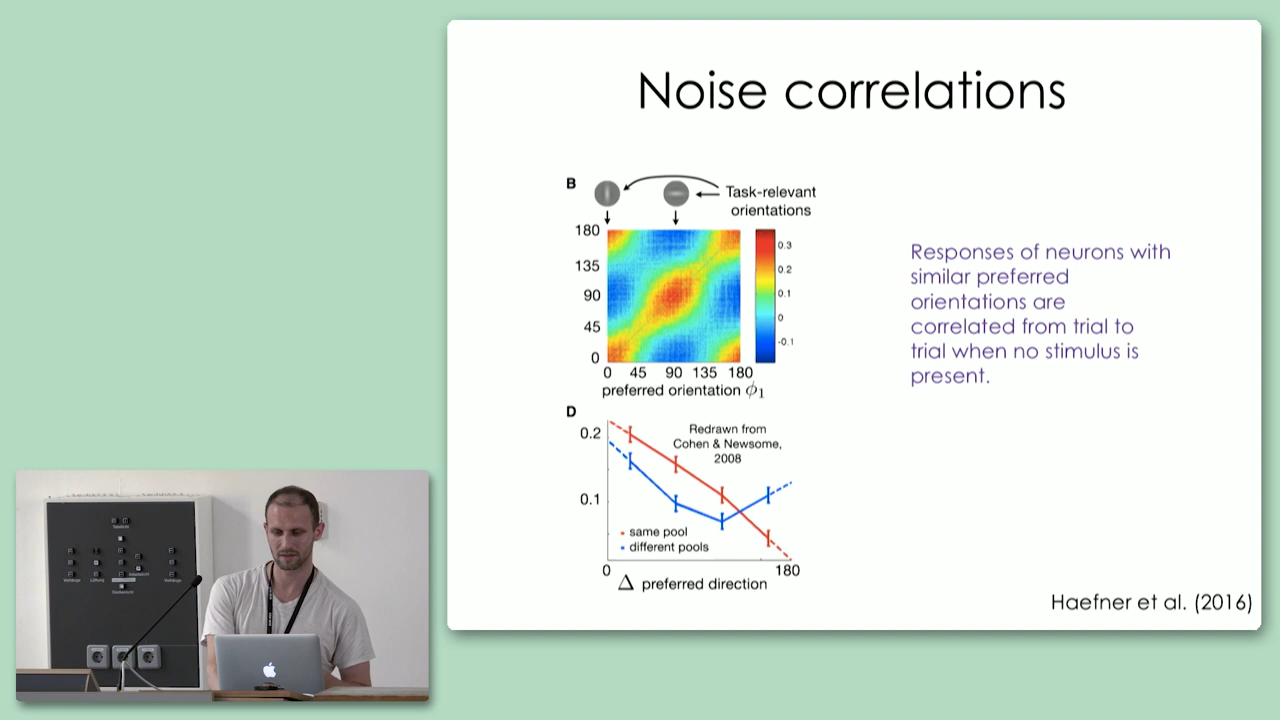 Noise correlations
B
Task-relevant
orientations
180
135
90
45
0
0 45 90 135 180
preferred orientation ϕ1
0.3
0.2
0.1
0
-0.1
Responses of neurons with
similar preferred
orientations are
correlated from trial to
trial when no stimulus is
present.
D
0.2
0.1
Redrawn from
Cohen & Newsome,
2008
same pool
different pools
0 180
Δ preferred direction
Haefner et al. (2016)